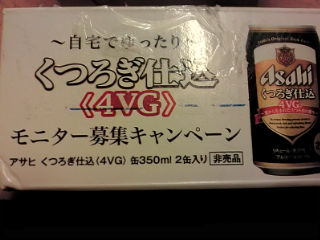 ～自宅でゆったり～
くつろぎ仕込
〈4VG〉
モニター募集キャンペーン
アサヒ くつろぎ仕込〈4VG〉缶350ml 2缶入り 非売品
Asahi
くつろぎ仕込
〈4VG〉